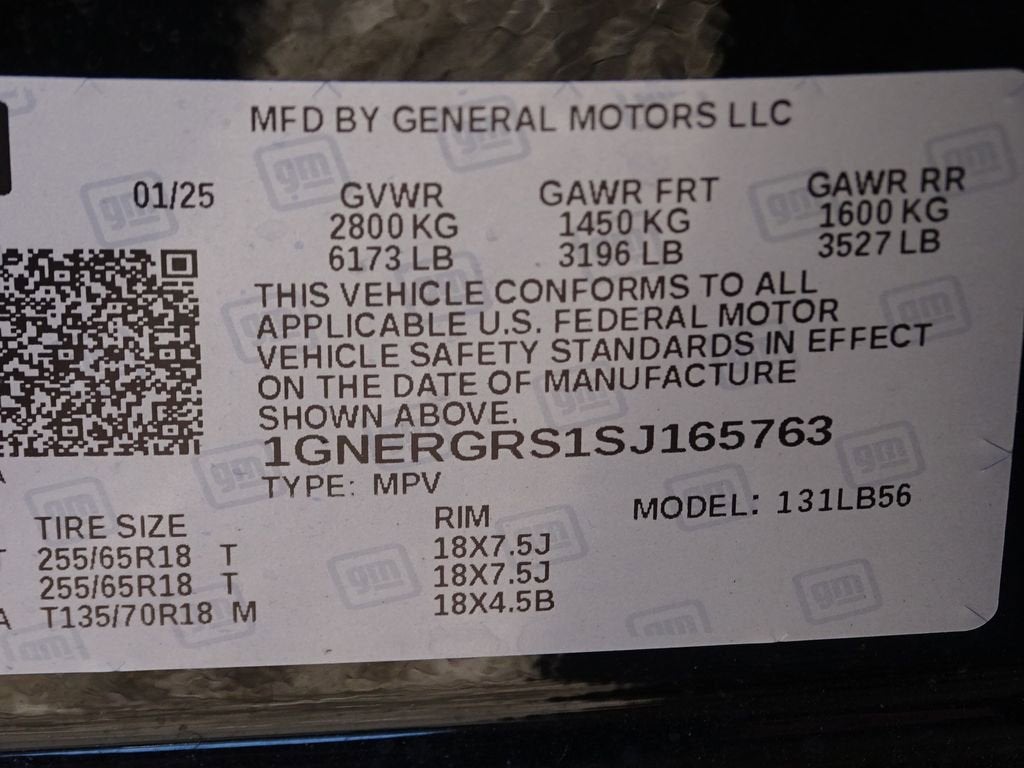 MFD BY GENERAL MOTORS LLC
01/25 GVWR GAWR FRT GAWR RR
2800 KG 1450 KG 1600 KG
6173 LB 3196 LB 3527 LB
THIS VEHICLE CONFORMS TO ALL
APPLICABLE U.S. FEDERAL MOTOR
VEHICLE SAFETY STANDARDS IN EFFECT
ON THE DATE OF MANUFACTURE
SHOWN ABOVE.
1GNERGRS1SJ165763
TYPE: MPV MODEL: 131LB56
TIRE SIZE RIM
255/65R18 T 18X7.5J
255/65R18 T 18X7.5J
T135/70R18 M 18X4.5B